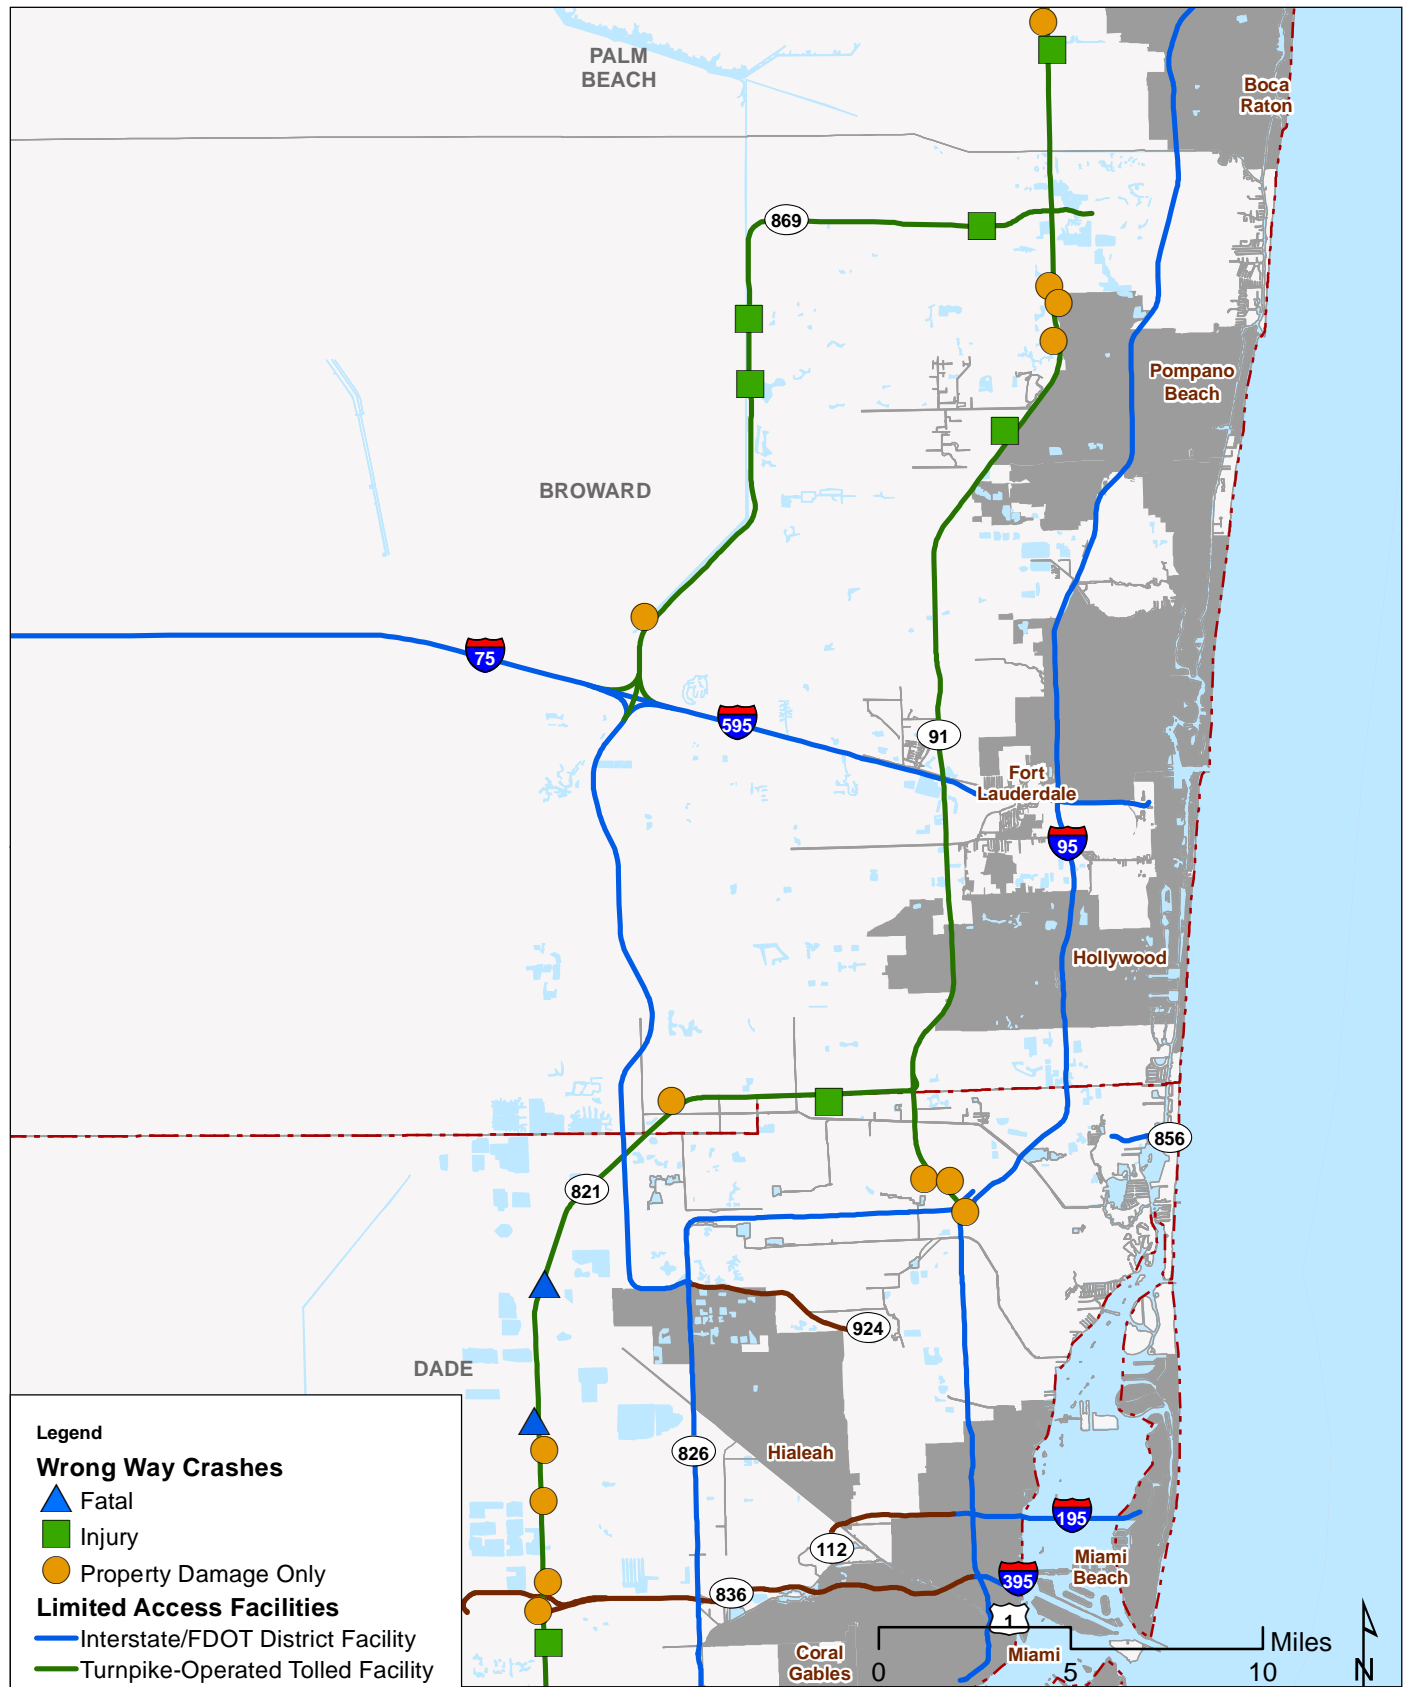 PALM
BEACH
Boca
Raton
869
Pompano
Beach
BROWARD
75
595
91
Fort
Lauderdale
95
Hollywood
856
821
924
DADE
826
Hialeah
195
112
Miami
Beach
395
836
1
Coral
Gables
Miami
Miles
0
5
10
N
Legend
Wrong Way Crashes
Fatal
Injury
Property Damage Only
Limited Access Facilities
Interstate/FDOT District Facility
Turnpike-Operated Tolled Facility